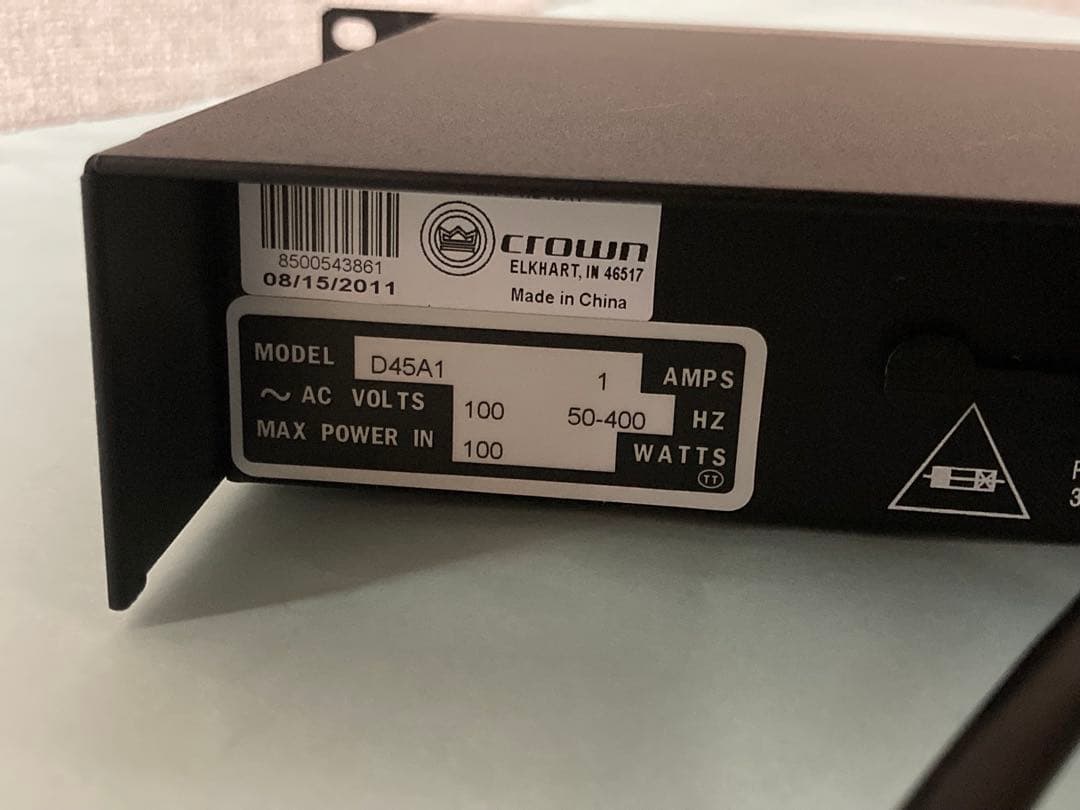 crown
ELKHART, IN 46517
8500543861
08/15/2011
Made in China
MODEL D45A1 1 AMPS
~ AC VOLTS 100 50-400 HZ
MAX POWER IN 100 WATTS
TT